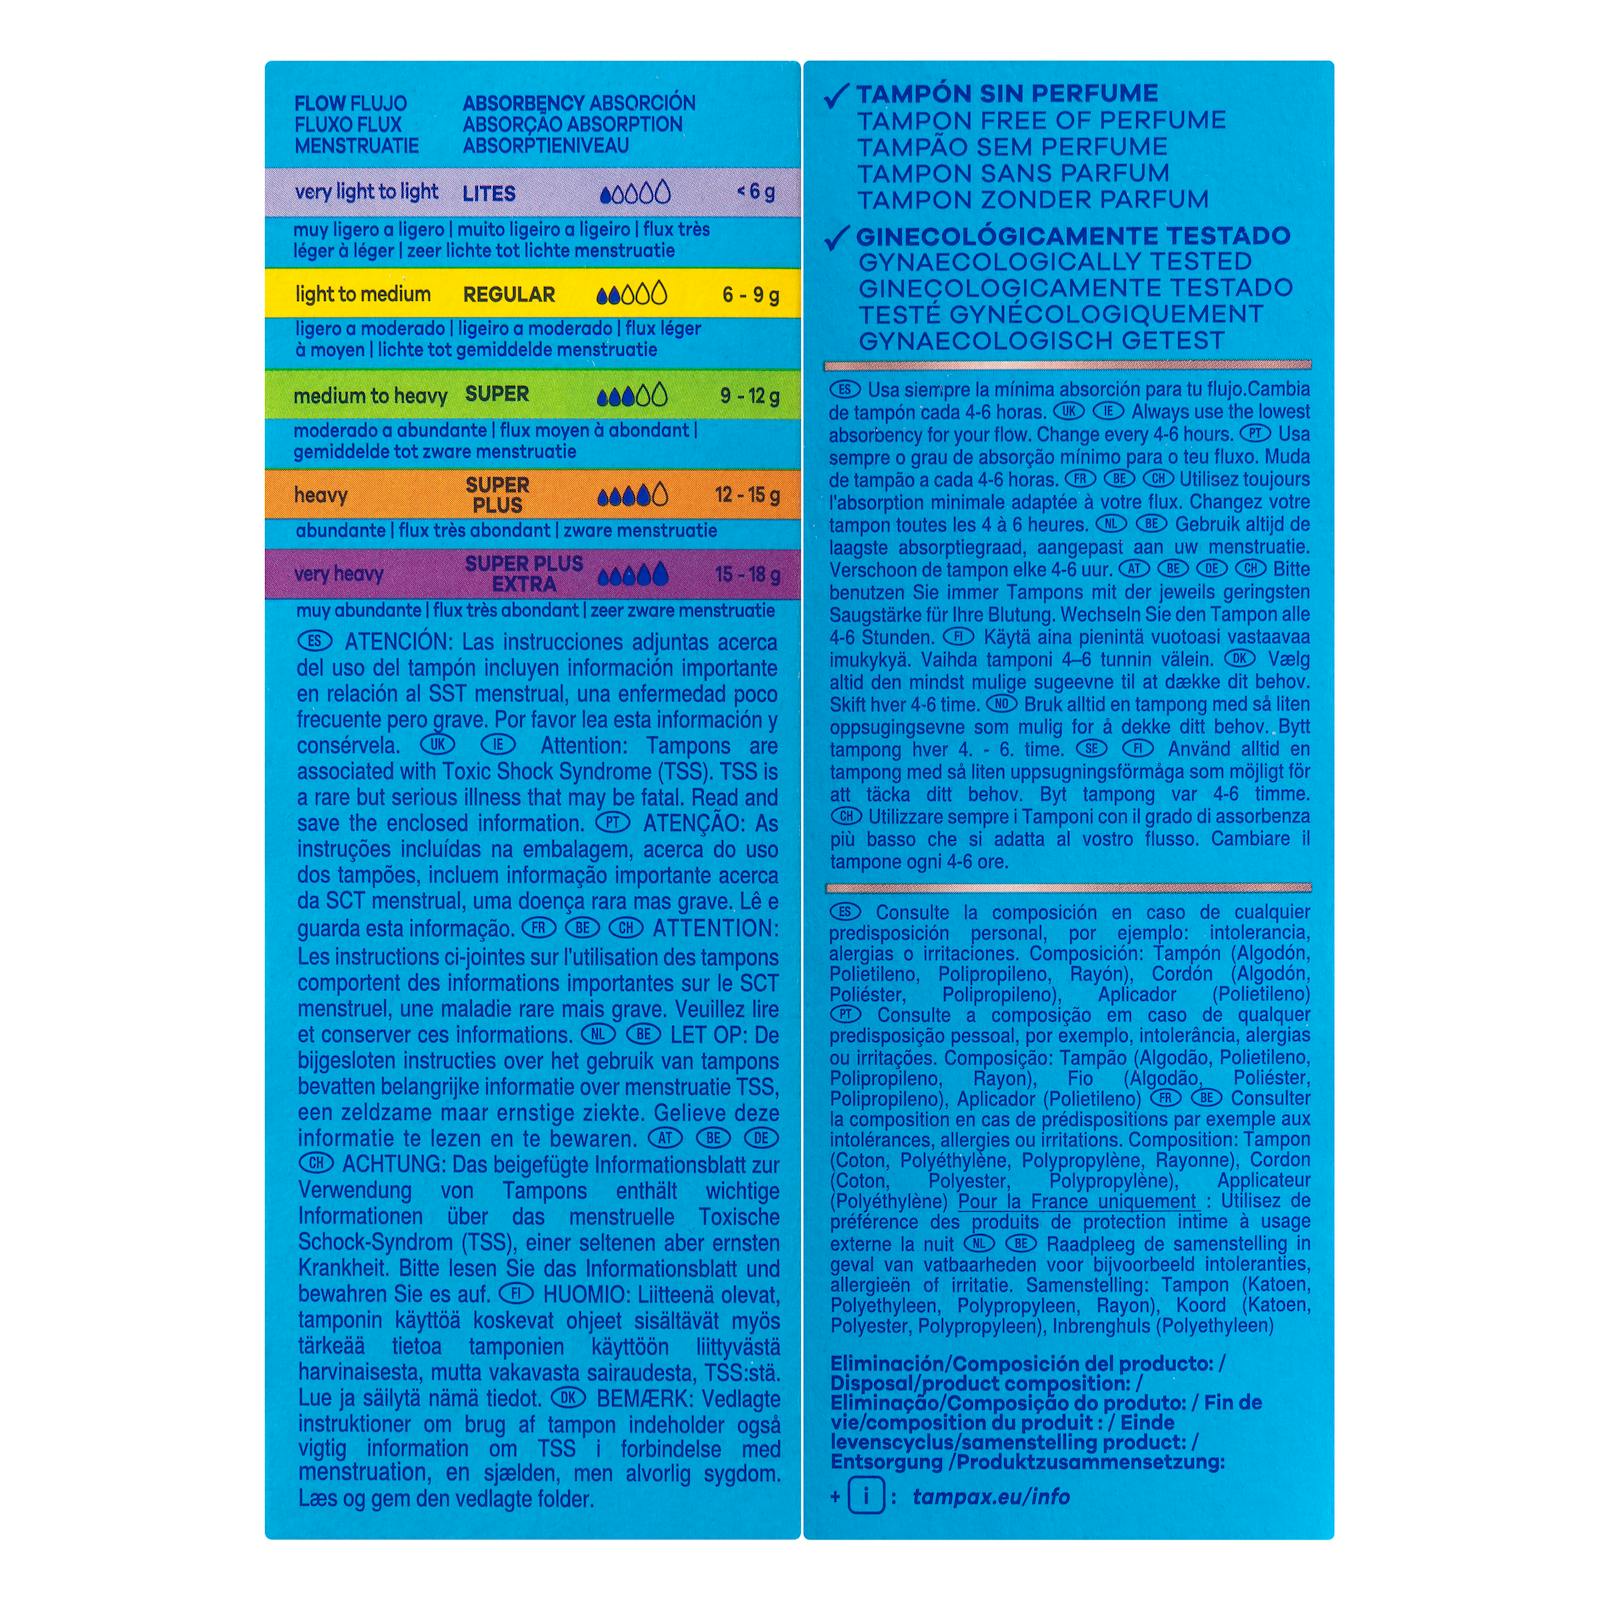 FLOW FLUJO
FLUXO FLUX
MENSTRUATIE
ABSORBENCY ABSORCIÓN
ABSORÇÃO ABSORPTION
ABSORPTIENIVEAU
very light to light LITES < 6 g
muy ligero a ligero | muito ligeiro a ligeiro | flux très
léger à léger | zeer lichte tot lichte menstruatie
light to medium REGULAR 6 - 9 g
ligero a moderado | ligeiro a moderado | flux léger
à moyen | lichte tot gemiddelde menstruatie
medium to heavy SUPER 9 - 12 g
moderado a abundante | flux moyen à abondant |
gemiddelde tot zware menstruatie
heavy SUPER PLUS 12 - 15 g
abundante | flux très abondant | zware menstruatie
very heavy SUPER PLUS EXTRA 15 - 18 g
muy abundante | flux très abondant | zeer zware menstruatie
ES ATENCIÓN: Las instrucciones adjuntas acerca
del uso del tampón incluyen información importante
en relación al SST menstrual, una enfermedad poco
frecuente pero grave. Por favor lea esta información y
consérvela. UK IE Attention: Tampons are
associated with Toxic Shock Syndrome (TSS). TSS is
a rare but serious illness that may be fatal. Read and
save the enclosed information. PT ATENÇÃO: As
instruções incluídas na embalagem, acerca do uso
dos tampões, incluem informação importante acerca
da SCT menstrual, uma doença rara mas grave. Lê e
guarda esta informação. FR BE CH ATTENTION:
Les instructions ci-jointes sur l'utilisation des tampons
comportent des informations importantes sur le SCT
menstruel, une maladie rare mais grave. Veuillez lire
et conserver ces informations. NL BE LET OP: De
bijgesloten instructies over het gebruik van tampons
bevatten belangrijke informatie over menstruatie TSS,
een zeldzame maar ernstige ziekte. Gelieve deze
informatie te lezen en te bewaren. AT BE DE
CH ACHTUNG: Das beigefügte Informationsblatt zur
Verwendung von Tampons enthält wichtige
Informationen über das menstruelle Toxische
Schock-Syndrom (TSS), einer seltenen aber ernsten
Krankheit. Bitte lesen Sie das Informationsblatt und
bewahren Sie es auf. FI HUOMIO: Liitteenä olevat,
tamponin käyttöä koskevat ohjeet sisältävät myös
tärkeää tietoa tamponien käyttöön liittyvästä
harvinaisesta, mutta vakavasta sairaudesta, TSS:stä.
Lue ja säilytä nämä tiedot. DK BEMÆRK: Vedlagte
instruktioner om brug af tampon indeholder også
vigtig information om TSS i forbindelse med
menstruation, en sjælden, men alvorlig sygdom.
Læs og gem den vedlagte folder.
TAMPÓN SIN PERFUME
TAMPON FREE OF PERFUME
TAMPÃO SEM PERFUME
TAMPON SANS PARFUM
TAMPON ZONDER PARFUM
GINECOLÓGICAMENTE TESTADO
GYNAECOLOGICALLY TESTED
GINECOLOGICAMENTE TESTADO
TESTÉ GYNÉCOLOGIQUEMENT
GYNAECOLOGISCH GETEST
ES Usa siempre la mínima absorción para tu flujo.Cambia
de tampón cada 4-6 horas. UK IE Always use the lowest
absorbency for your flow. Change every 4-6 hours. PT Usa
sempre o grau de absorção mínimo para o teu fluxo. Muda
de tampão a cada 4-6 horas. FR BE CH Utilisez toujours
l'absorption minimale adaptée à votre flux. Changez votre
tampon toutes les 4 à 6 heures. NL BE Gebruik altijd de
laagste absorptiegraad, aangepast aan uw menstruatie.
Verschoon de tampon elke 4-6 uur. AT BE DE CH Bitte
benutzen Sie immer Tampons mit der jeweils geringsten
Saugstärke für Ihre Blutung. Wechseln Sie den Tampon alle
4-6 Stunden. FI Käytä aina pienintä vuotoasi vastaavaa
imukykyä. Vaihda tamponi 4–6 tunnin välein. DK Vælg
altid den mindst mulige sugeevne til at dække dit behov.
Skift hver 4-6 time. NO Bruk alltid en tampong med så liten
oppsugingsevne som mulig for å dekke ditt behov. Bytt
tampong hver 4. - 6. time. SE FI Använd alltid en
tampong med så liten uppsugningsförmåga som möjligt för
att täcka ditt behov. Byt tampong var 4-6 timme.
CH Utilizzare sempre i Tamponi con il grado di assorbenza
più basso che si adatta al vostro flusso. Cambiare il
tampone ogni 4-6 ore.
ES Consulte la composición en caso de cualquier
predisposición personal, por ejemplo: intolerancia,
alergias o irritaciones. Composición: Tampón (Algodón,
Polietileno, Polipropileno, Rayón), Cordón (Algodón,
Poliéster, Polipropileno), Aplicador (Polietileno)
PT Consulte a composição em caso de qualquer
predisposição pessoal, por exemplo, intolerância, alergias
ou irritações. Composição: Tampão (Algodão, Polietileno,
Polipropileno, Rayon), Fio (Algodão, Poliéster,
Polipropileno), Aplicador (Polietileno) FR BE Consulter
la composition en cas de prédispositions par exemple aux
intolérances, allergies ou irritations. Composition: Tampon
(Coton, Polyéthylène, Polypropylène, Rayonne), Cordon
(Coton, Polyester, Polypropylène), Applicateur
(Polyéthylène) Pour la France uniquement : Utilisez de
préférence des produits de protection intime à usage
externe la nuit NL BE Raadpleeg de samenstelling in
geval van vatbaarheden voor bijvoorbeeld intoleranties,
allergieën of irritatie. Samenstelling: Tampon (Katoen,
Polyethyleen, Polypropyleen, Rayon), Koord (Katoen,
Polyester, Polypropyleen), Inbrenghuls (Polyethyleen)
Eliminación/Composición del producto: /
Disposal/product composition: /
Eliminação/Composição do produto: / Fin de
vie/composition du produit : / Einde
levenscyclus/samenstelling product: /
Entsorgung /Produktzusammensetzung:
+ i : tampax.eu/info